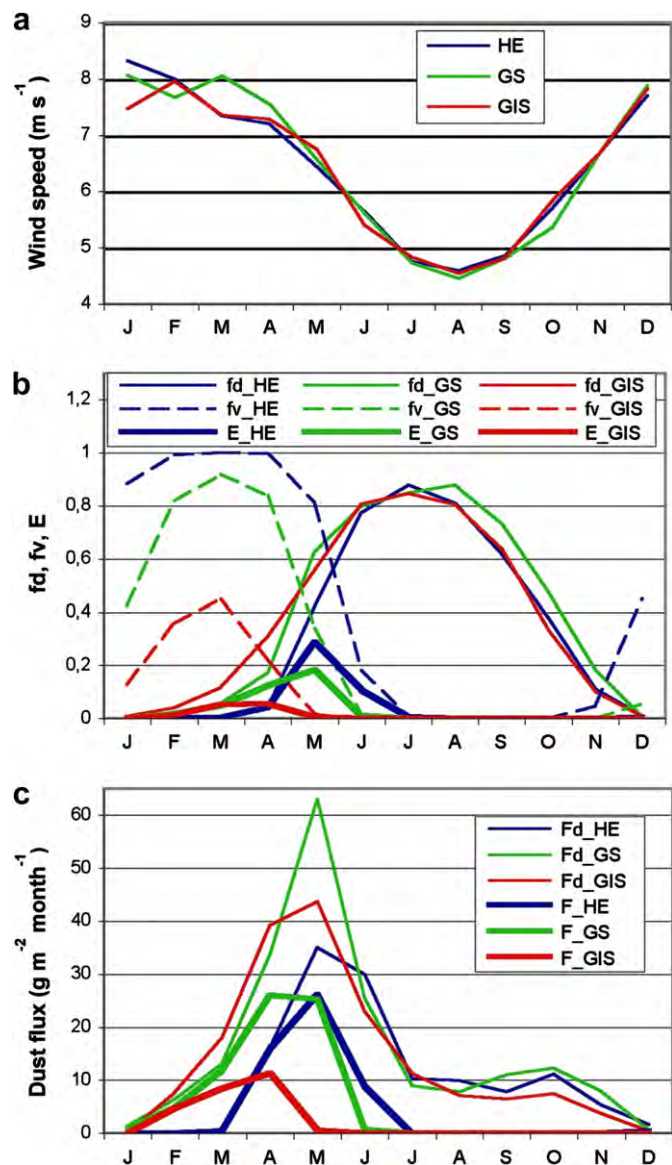 a
9
8
7
6
5
4
Wind speed (m s⁻¹)
HE
GS
GIS
J F M A M J J A S O N D
b
1,2
1
0,8
0,6
0,4
0,2
0
fd, fv, E
fd_HE fd_GS fd_GIS
fv_HE fv_GS fv_GIS
E_HE E_GS E_GIS
J F M A M J J A S O N D
c
60
50
40
30
20
10
0
Dust flux (g m⁻² month⁻¹)
Fd_HE
Fd_GS
Fd_GIS
F_HE
F_GS
F_GIS
J F M A M J J A S O N D